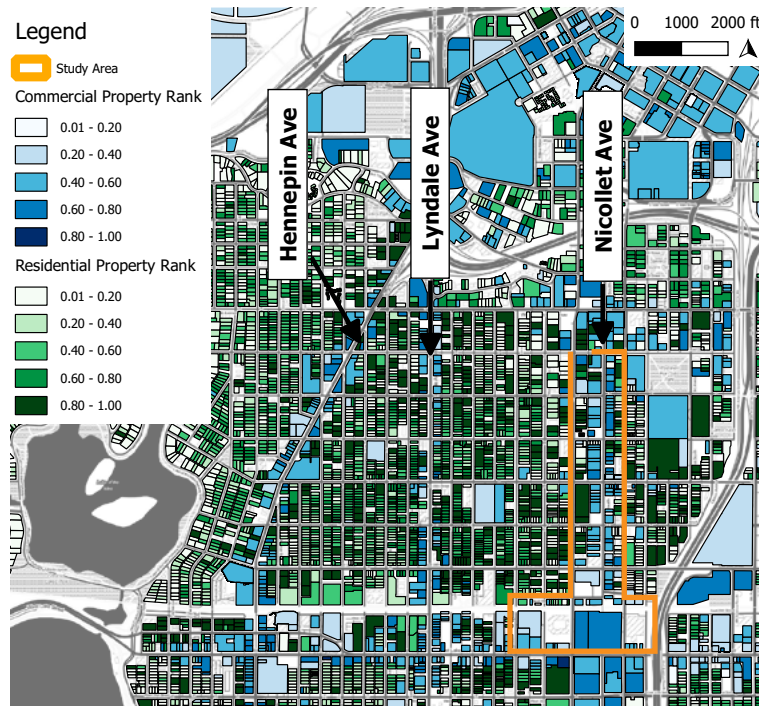 Legend
Study Area
Commercial Property Rank
0.01 - 0.20
0.20 - 0.40
0.40 - 0.60
0.60 - 0.80
0.80 - 1.00
Residential Property Rank
0.01 - 0.20
0.20 - 0.40
0.40 - 0.60
0.60 - 0.80
0.80 - 1.00
0 1000 2000 ft
Hennepin Ave
Lyndale Ave
Nicollet Ave